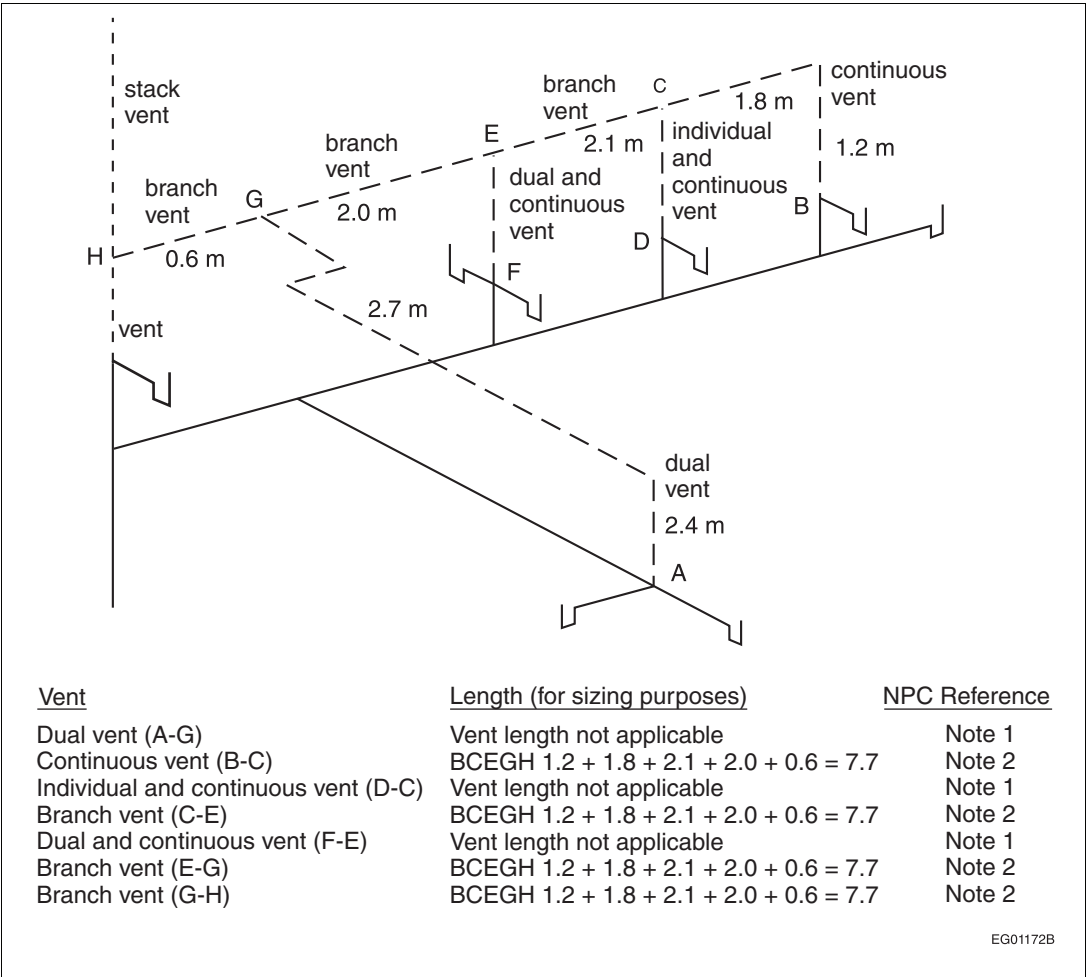 stack
vent
branch
vent
C
1.8 m
continuous
vent
1.2 m
B
branch
vent
E
2.1 m
individual
and
continuous
vent
D
branch
vent
G
2.0 m
dual and
continuous
vent
F
H
0.6 m
2.7 m
vent
dual
vent
2.4 m
A
Vent Length (for sizing purposes) NPC Reference
Dual vent (A-G) Vent length not applicable Note 1
Continuous vent (B-C) BCEGH 1.2 + 1.8 + 2.1 + 2.0 + 0.6 = 7.7 Note 2
Individual and continuous vent (D-C) Vent length not applicable Note 1
Branch vent (C-E) BCEGH 1.2 + 1.8 + 2.1 + 2.0 + 0.6 = 7.7 Note 2
Dual and continuous vent (F-E) Vent length not applicable Note 1
Branch vent (E-G) BCEGH 1.2 + 1.8 + 2.1 + 2.0 + 0.6 = 7.7 Note 2
Branch vent (G-H) BCEGH 1.2 + 1.8 + 2.1 + 2.0 + 0.6 = 7.7 Note 2
EG01172B